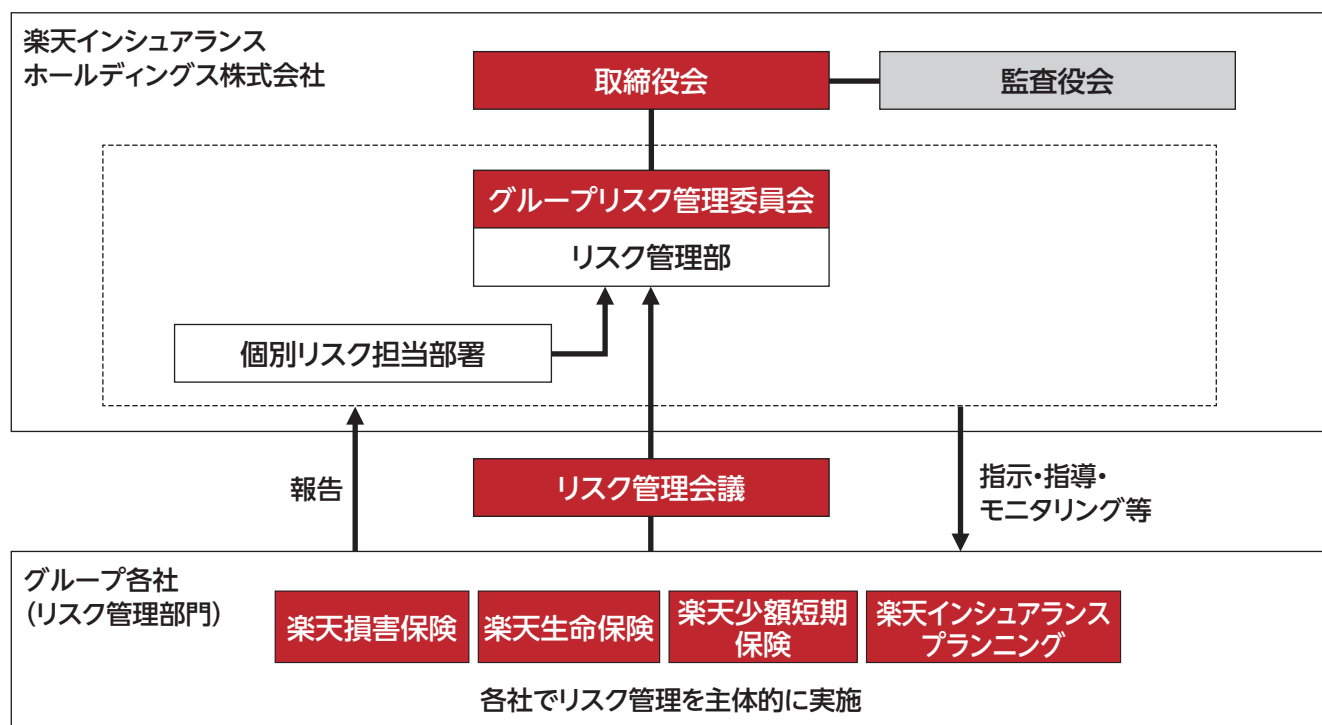 楽天インシュアランス
ホールディングス株式会社
取締役会
監査役会
グループリスク管理委員会
リスク管理部
個別リスク担当部署
報告
リスク管理会議
指示・指導・
モニタリング等
グループ各社
(リスク管理部門)
楽天損害保険
楽天生命保険
楽天少額短期
保険
楽天インシュアランス
プランニング
各社でリスク管理を主体的に実施